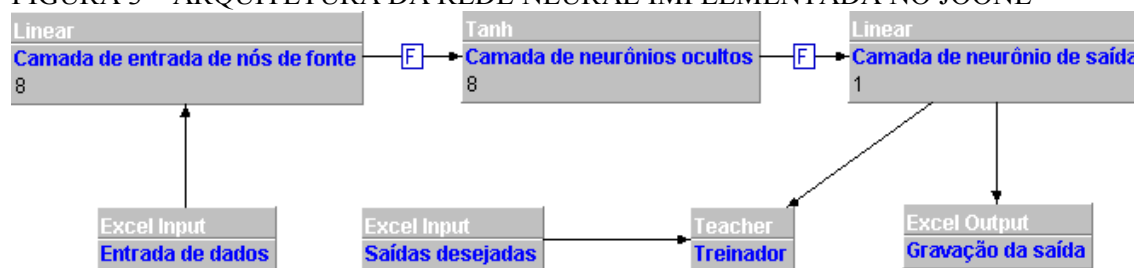 FIGURA 3 – ARQUITETURA DA REDE NEURAL IMPLEMENTADA NO JOONE
Linear
Camada de entrada de nós de fonte
8
F
Tanh
Camada de neurônios ocultos
8
F
Linear
Camada de neurônio de saída
1
Excel Input
Entrada de dados
Excel Input
Saídas desejadas
Teacher
Treinador
Excel Output
Gravação da saída